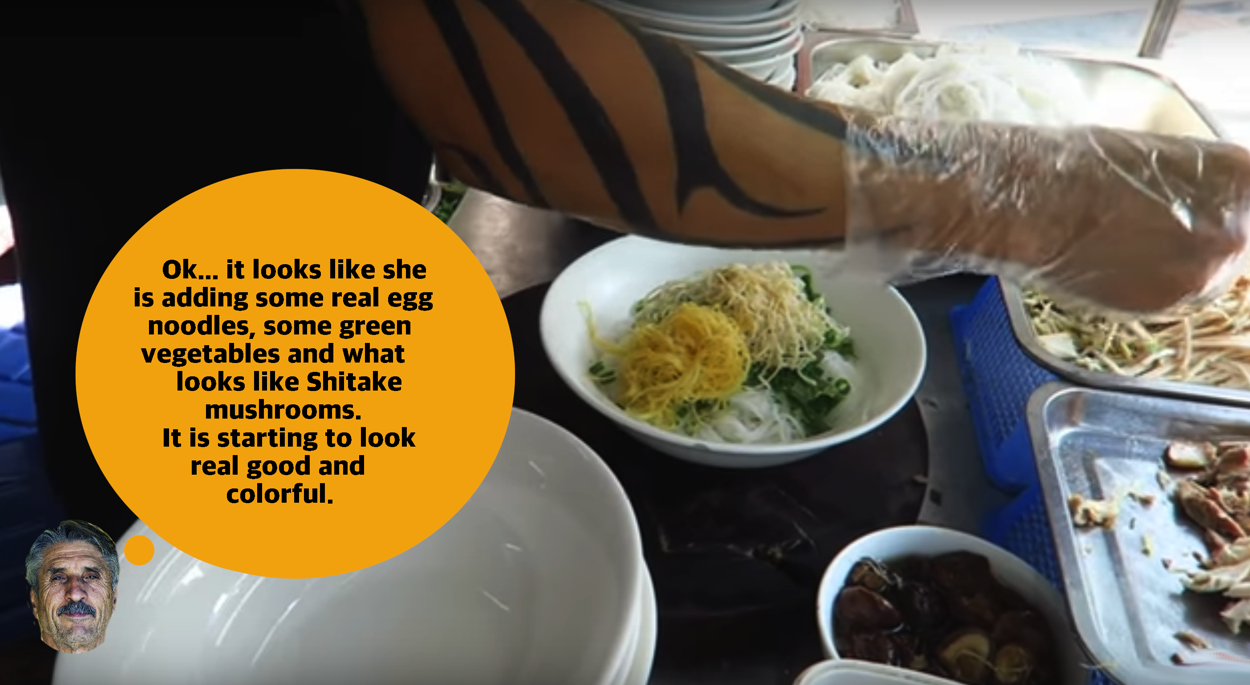 Ok... it looks like she
is adding some real egg
noodles, some green
vegetables and what
looks like Shitake
mushrooms.
It is starting to look
real good and
colorful.